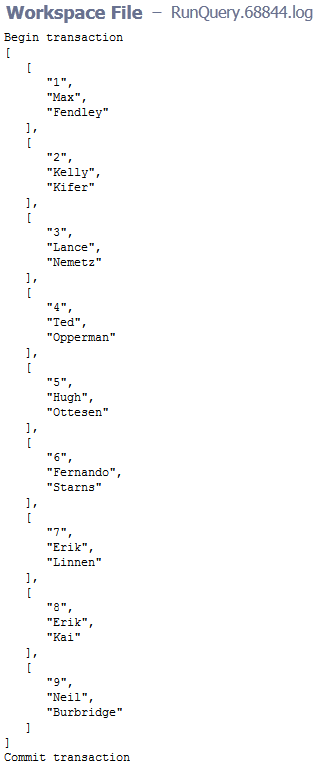 Workspace File – RunQuery.68844.log
Begin transaction
[
   [
      "1",
      "Max",
      "Fendley"
   ],
   [
      "2",
      "Kelly",
      "Kifer"
   ],
   [
      "3",
      "Lance",
      "Nemetz"
   ],
   [
      "4",
      "Ted",
      "Opperman"
   ],
   [
      "5",
      "Hugh",
      "Ottesen"
   ],
   [
      "6",
      "Fernando",
      "Starns"
   ],
   [
      "7",
      "Erik",
      "Linnen"
   ],
   [
      "8",
      "Erik",
      "Kai"
   ],
   [
      "9",
      "Neil",
      "Burbridge"
   ]
]
Commit transaction